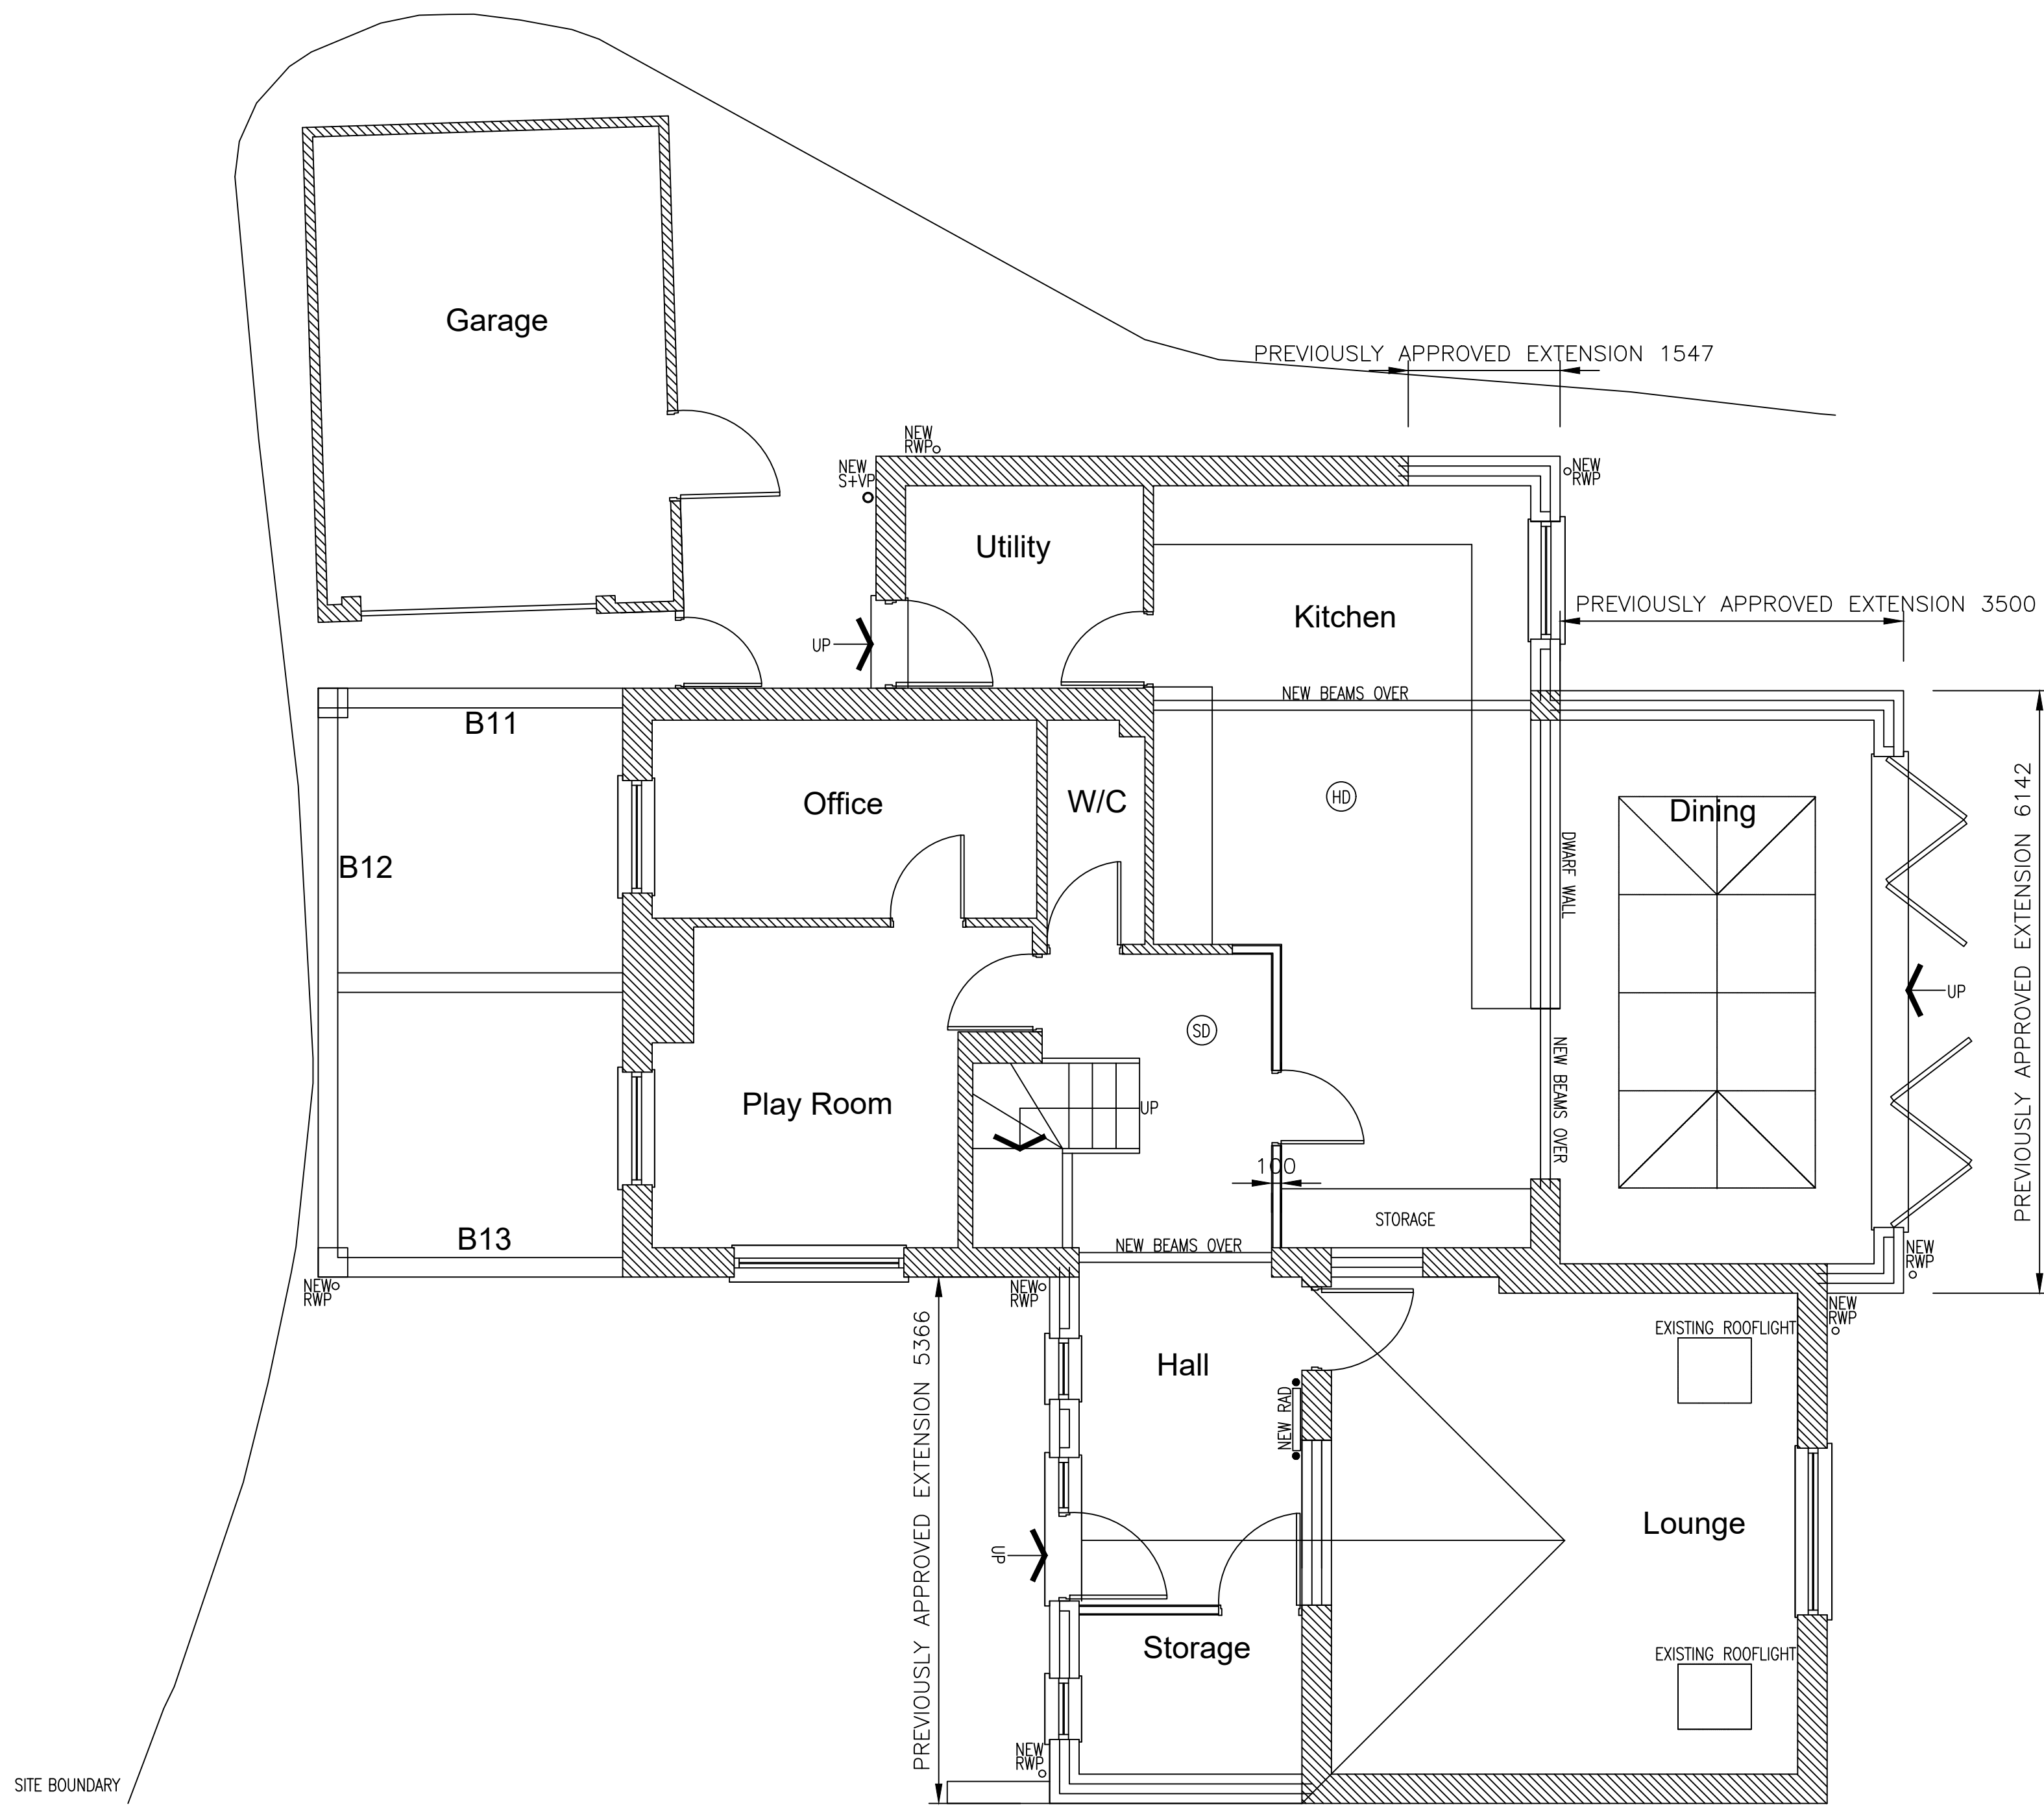 Garage
PREVIOUSLY APPROVED EXTENSION 1547
NEW
RWP
NEW
S+VP
NEW
RWP
Utility
Kitchen
PREVIOUSLY APPROVED EXTENSION 3500
UP
NEW BEAMS OVER
B11
Office
W/C
HD
Dining
DWARF WALL
PREVIOUSLY APPROVED EXTENSION 6142
B12
UP
SD
NEW BEAMS OVER
Play Room
UP
100
STORAGE
B13
NEW BEAMS OVER
NEW
RWP
NEW
RWP
NEW
RWP
NEW
RWP
EXISTING ROOFLIGHT
PREVIOUSLY APPROVED EXTENSION 5366
Hall
NEW RAD
Lounge
UP
Storage
EXISTING ROOFLIGHT
NEW
RWP
SITE BOUNDARY